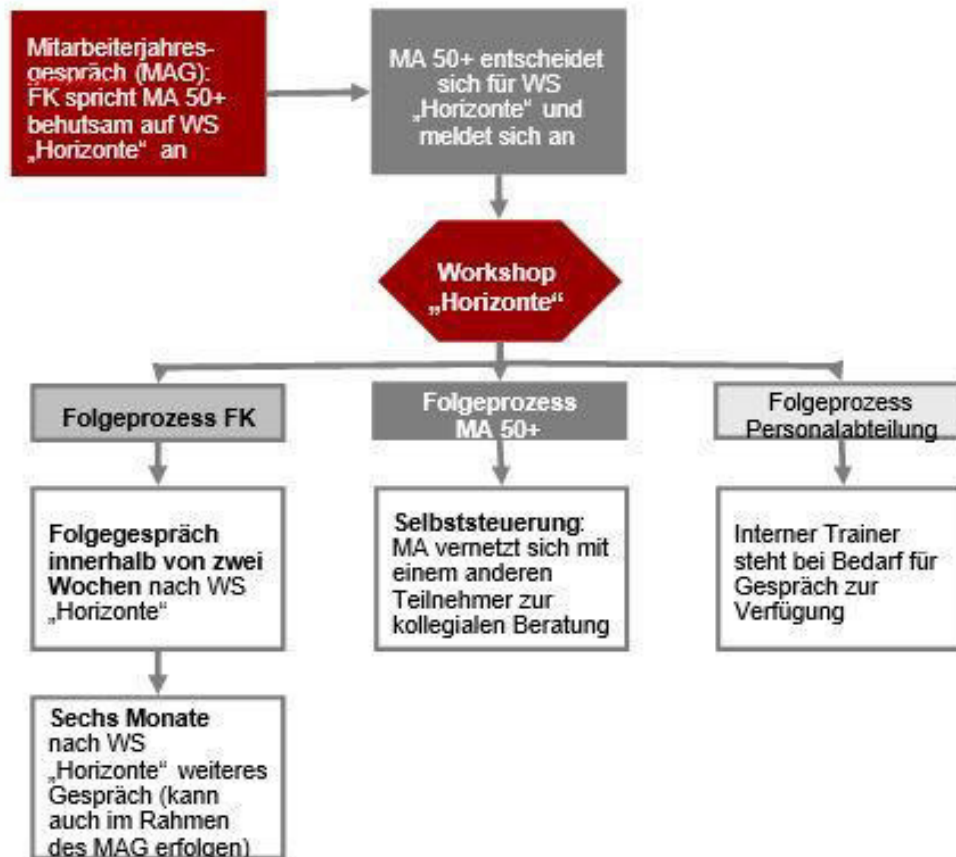 Mitarbeiterjahres-
gespräch (MAG):
FK spricht MA 50+
behutsam auf WS
„Horizonte“ an
MA 50+ entscheidet
sich für WS
„Horizonte“ und
meldet sich an
Workshop
„Horizonte“
Folgeprozess FK
Folgeprozess
MA 50+
Folgeprozess
Personalabteilung
Folgegespräch
innerhalb von zwei
Wochen nach WS
„Horizonte“
Selbststeuerung:
MA vernetzt sich mit
einem anderen
Teilnehmer zur
kollegialen Beratung
Interner Trainer
steht bei Bedarf für
Gespräch zur
Verfügung
Sechs Monate
nach WS
„Horizonte“ weiteres
Gespräch (kann
auch im Rahmen
des MAG erfolgen)